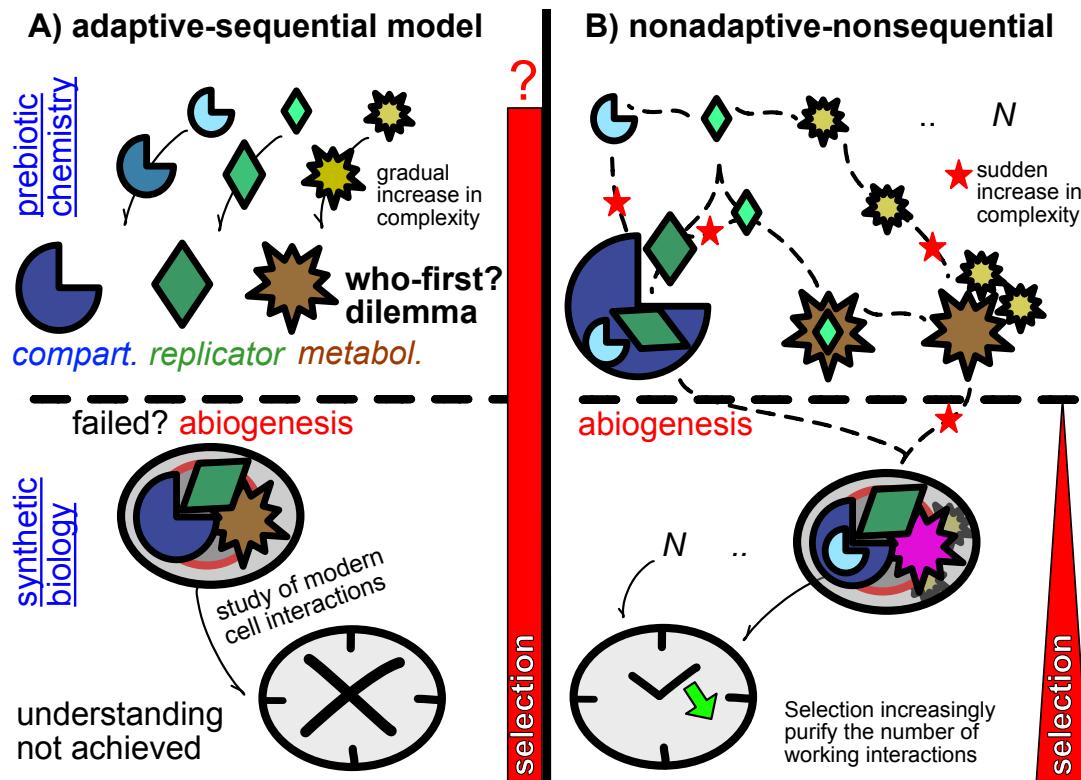 A) adaptive-sequential model
prebiotic
chemistry
?
gradual
increase in
complexity
who-first?
dilemma
compart. replicator metabol.
failed? abiogenesis
synthetic
biology
study of modern
cell interactions
understanding
not achieved
selection
B) nonadaptive-nonsequential
.. N
sudden
increase in
complexity
abiogenesis
N ..
Selection increasingly
purify the number of
working interactions
selection